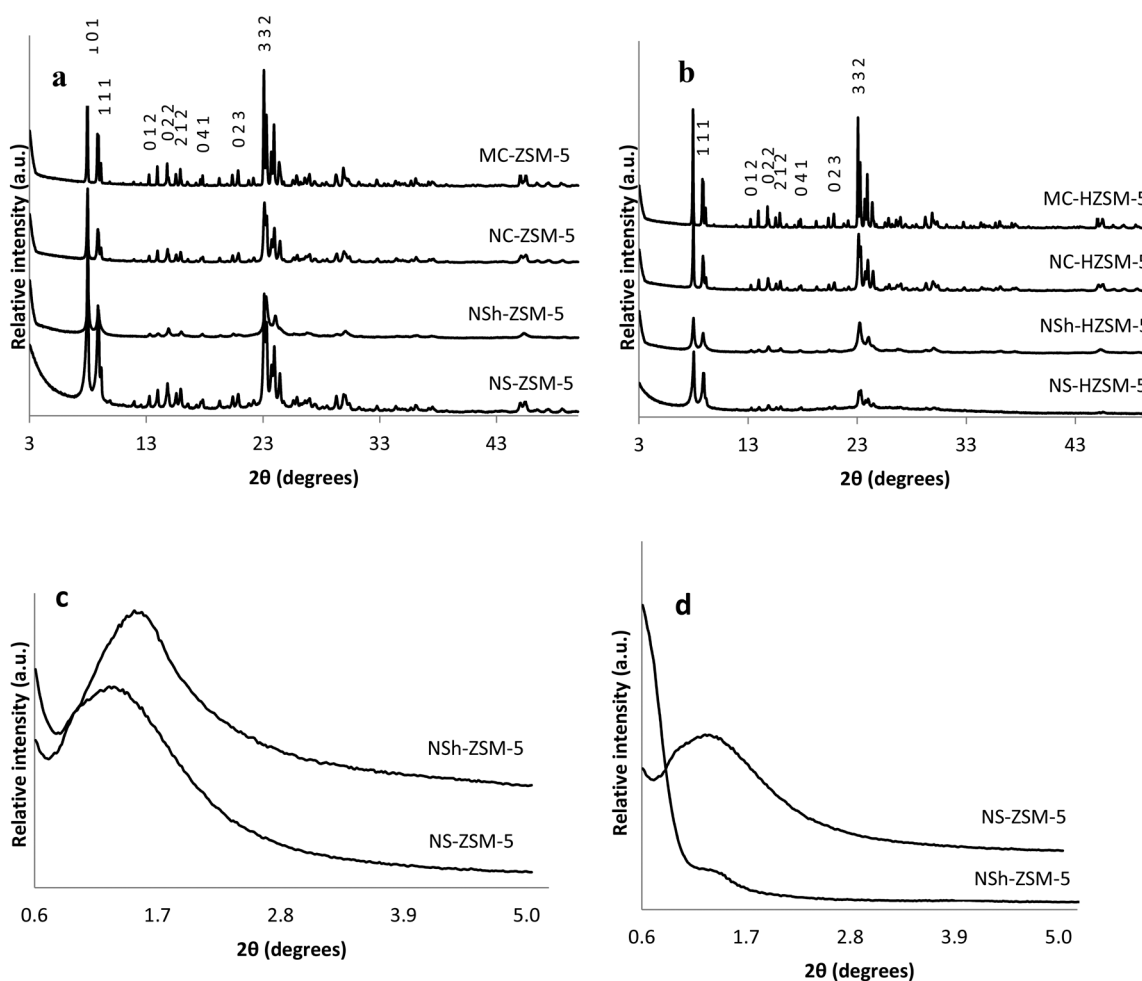 a
1 0 1
1 1 1
0 1 2
0 2 2
2 1 2
0 4 1
0 2 3
3 3 2
MC-ZSM-5
NC-ZSM-5
NSh-ZSM-5
NS-ZSM-5
Relative intensity (a.u.)
3 13 23 33 43
2θ (degrees)
b
1 1 1
0 1 2
0 2 2
2 1 2
0 4 1
0 2 3
3 3 2
MC-HZSM-5
NC-HZSM-5
NSh-HZSM-5
NS-HZSM-5
Relative intensity (a.u.)
3 13 23 33 43
2θ (degrees)
c
NSh-ZSM-5
NS-ZSM-5
Relative intensity (a.u.)
0.6 1.7 2.8 3.9 5.0
2θ (degrees)
d
NS-ZSM-5
NSh-ZSM-5
Relative intensity (a.u.)
0.6 1.7 2.8 3.9 5.0
2θ (degrees)